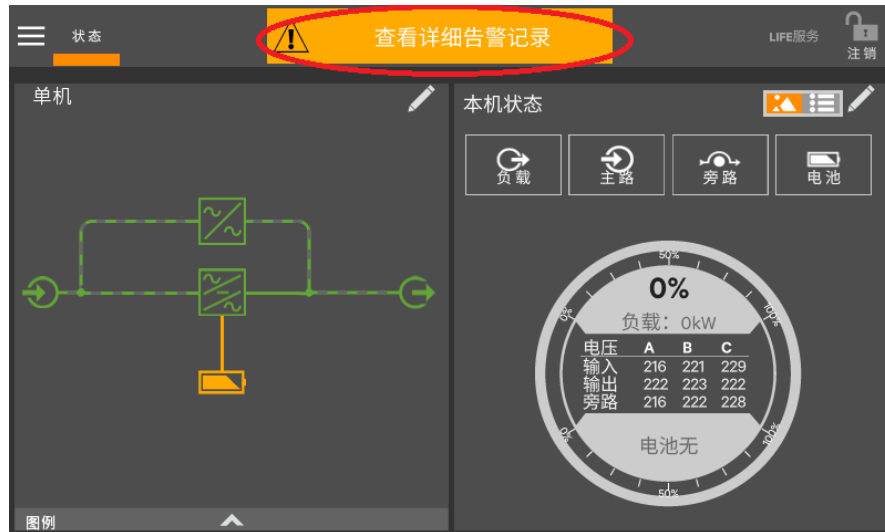 状态
查看详细告警记录
LIFE服务
注销
单机
本机状态
负载
主路
旁路
电池
50%
0%
100%
0%
负载: 0kW
电压 A B C
输入 216 221 229
输出 222 223 222
旁路 216 222 228
电池无
0%
100%
50%
图例